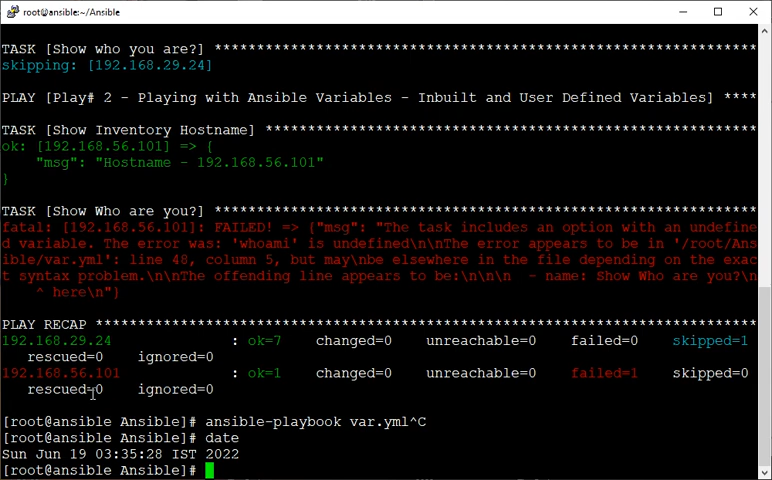 root@ansible:~/Ansible
TASK [Show who you are?] ******************************************************
skipping: [192.168.29.24]
PLAY [Play# 2 - Playing with Ansible Variables - Inbuilt and User Defined Variables] ****
TASK [Show Inventory Hostname] ************************************************
ok: [192.168.56.101] => {
    "msg": "Hostname - 192.168.56.101"
}
TASK [Show Who are you?] ******************************************************
fatal: [192.168.56.101]: FAILED! => {"msg": "The task includes an option with an undefine
d variable. The error was: 'whoami' is undefined\n\nThe error appears to be in '/root/Ans
ible/var.yml': line 48, column 5, but may\nbe elsewhere in the file depending on the exac
t syntax problem.\n\nThe offending line appears to be:\n\n\n  - name: Show Who are you?\n
    ^ here\n"}
PLAY RECAP ********************************************************************
192.168.29.24              : ok=7    changed=0    unreachable=0    failed=0    skipped=1
   rescued=0    ignored=0
192.168.56.101             : ok=1    changed=0    unreachable=0    failed=1    skipped=0
   rescued=0    ignored=0
[root@ansible Ansible]# ansible-playbook var.yml^C
[root@ansible Ansible]# date
Sun Jun 19 03:35:28 IST 2022
[root@ansible Ansible]#